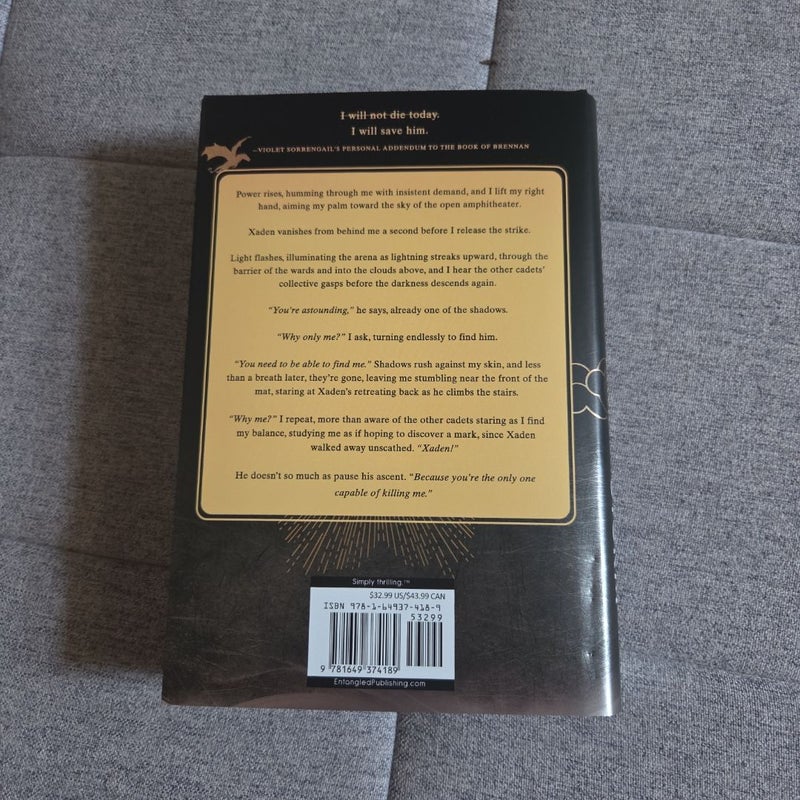 I will not die today.
I will save him.
—VIOLET SORRENGAIL'S PERSONAL ADDENDUM TO THE BOOK OF BRENNAN
Power rises, humming through me with insistent demand, and I lift my right
hand, aiming my palm toward the sky of the open amphitheater.
Xaden vanishes from behind me a second before I release the strike.
Light flashes, illuminating the arena as lightning streaks upward, through the
barrier of the wards and into the clouds above, and I hear the other cadets'
collective gasps before the darkness descends again.
"You're astounding," he says, already one of the shadows.
"Why only me?" I ask, turning endlessly to find him.
"You need to be able to find me." Shadows rush against my skin, and less
than a breath later, they're gone, leaving me stumbling near the front of the
mat, staring at Xaden's retreating back as he climbs the stairs.
"Why me?" I repeat, more than aware of the other cadets staring as I find
my balance, studying me as if hoping to discover a mark, since Xaden
walked away unscathed. "Xaden!"
He doesn't so much as pause his ascent. "Because you're the only one
capable of killing me."
Simply thrilling.™
$32.99 US/$43.99 CAN
ISBN 978-1-64937-418-9
53299
9 781649 374189
EntangledPublishing.com